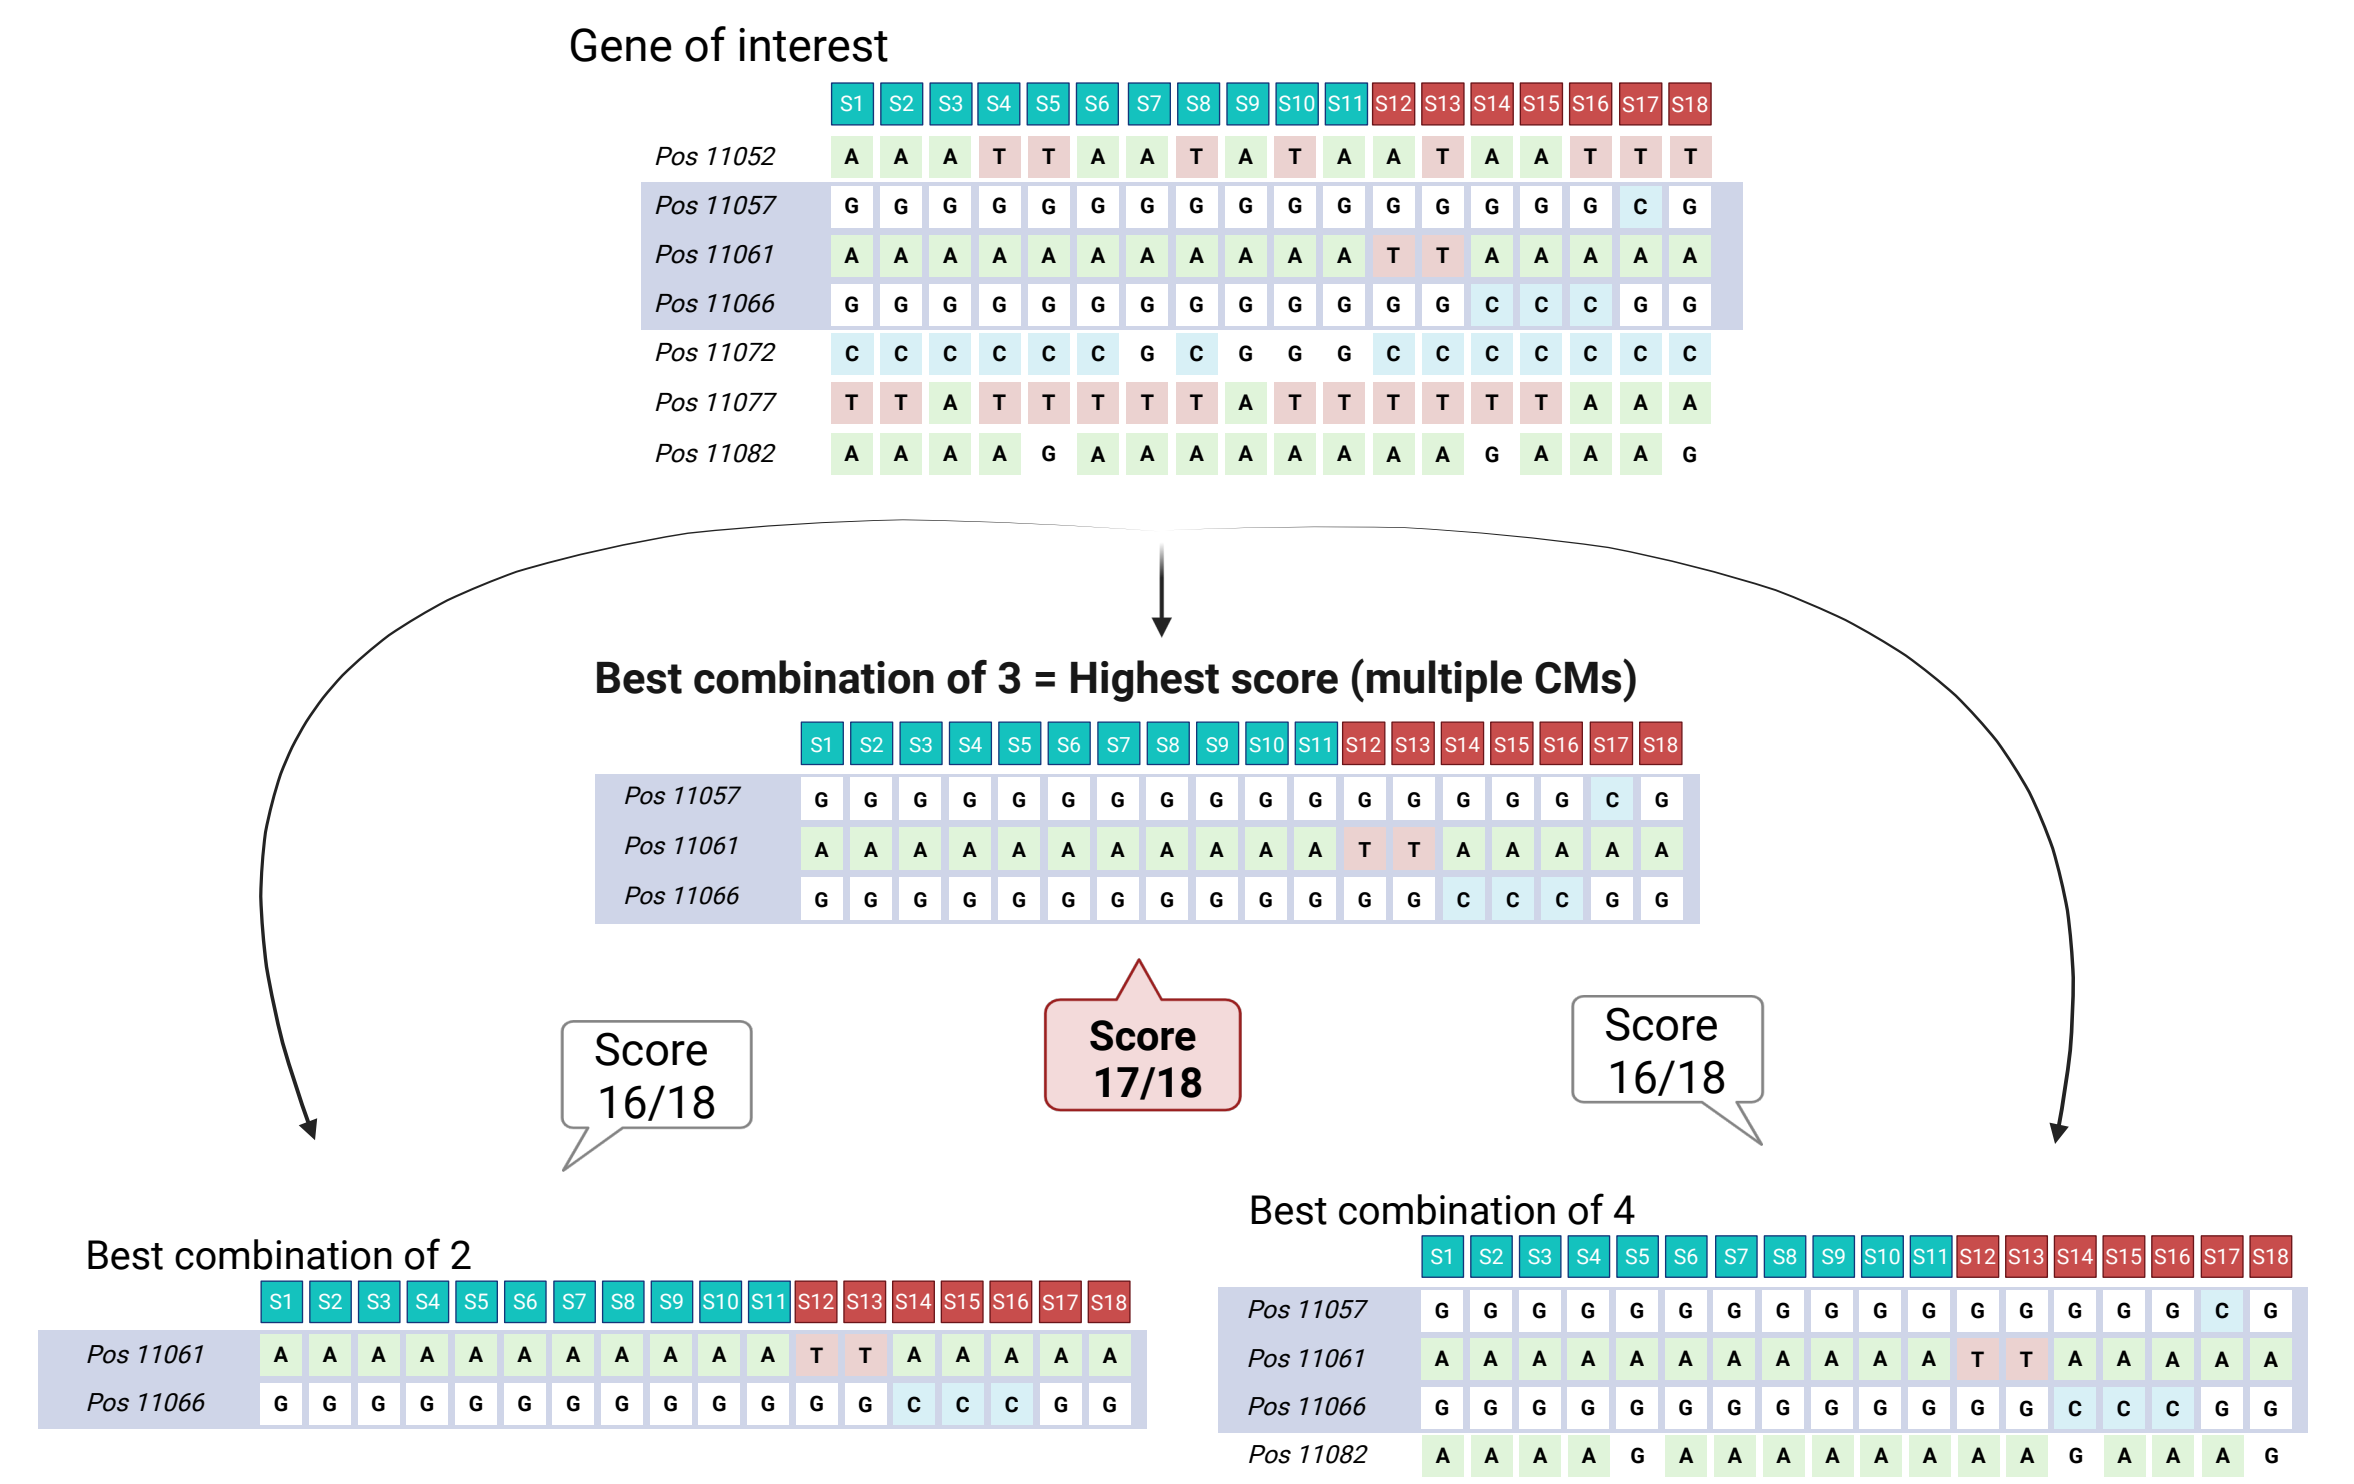 Gene of interest
S1 S2 S3 S4 S5 S6 S7 S8 S9 S10 S11 S12 S13 S14 S15 S16 S17 S18
Pos 11052 A A A T T A A T A T A A T A A T T T
Pos 11057 G G G G G G G G G G G G G G G G C G
Pos 11061 A A A A A A A A A A A T T A A A A A
Pos 11066 G G G G G G G G G G G G G C C C G G
Pos 11072 C C C C C C G C G G G C C C C C C C
Pos 11077 T T A T T T T T A T T T T T T A A A
Pos 11082 A A A A G A A A A A A A A G A A A G
Best combination of 3 = Highest score (multiple CMs)
S1 S2 S3 S4 S5 S6 S7 S8 S9 S10 S11 S12 S13 S14 S15 S16 S17 S18
Pos 11057 G G G G G G G G G G G G G G G G C G
Pos 11061 A A A A A A A A A A A T T A A A A A
Pos 11066 G G G G G G G G G G G G G C C C G G
Score
16/18
Score
17/18
Score
16/18
Best combination of 2
S1 S2 S3 S4 S5 S6 S7 S8 S9 S10 S11 S12 S13 S14 S15 S16 S17 S18
Pos 11061 A A A A A A A A A A A T T A A A A A
Pos 11066 G G G G G G G G G G G G G C C C G G
Best combination of 4
S1 S2 S3 S4 S5 S6 S7 S8 S9 S10 S11 S12 S13 S14 S15 S16 S17 S18
Pos 11057 G G G G G G G G G G G G G G G G C G
Pos 11061 A A A A A A A A A A A T T A A A A A
Pos 11066 G G G G G G G G G G G G G C C C G G
Pos 11082 A A A A G A A A A A A A A G A A A G